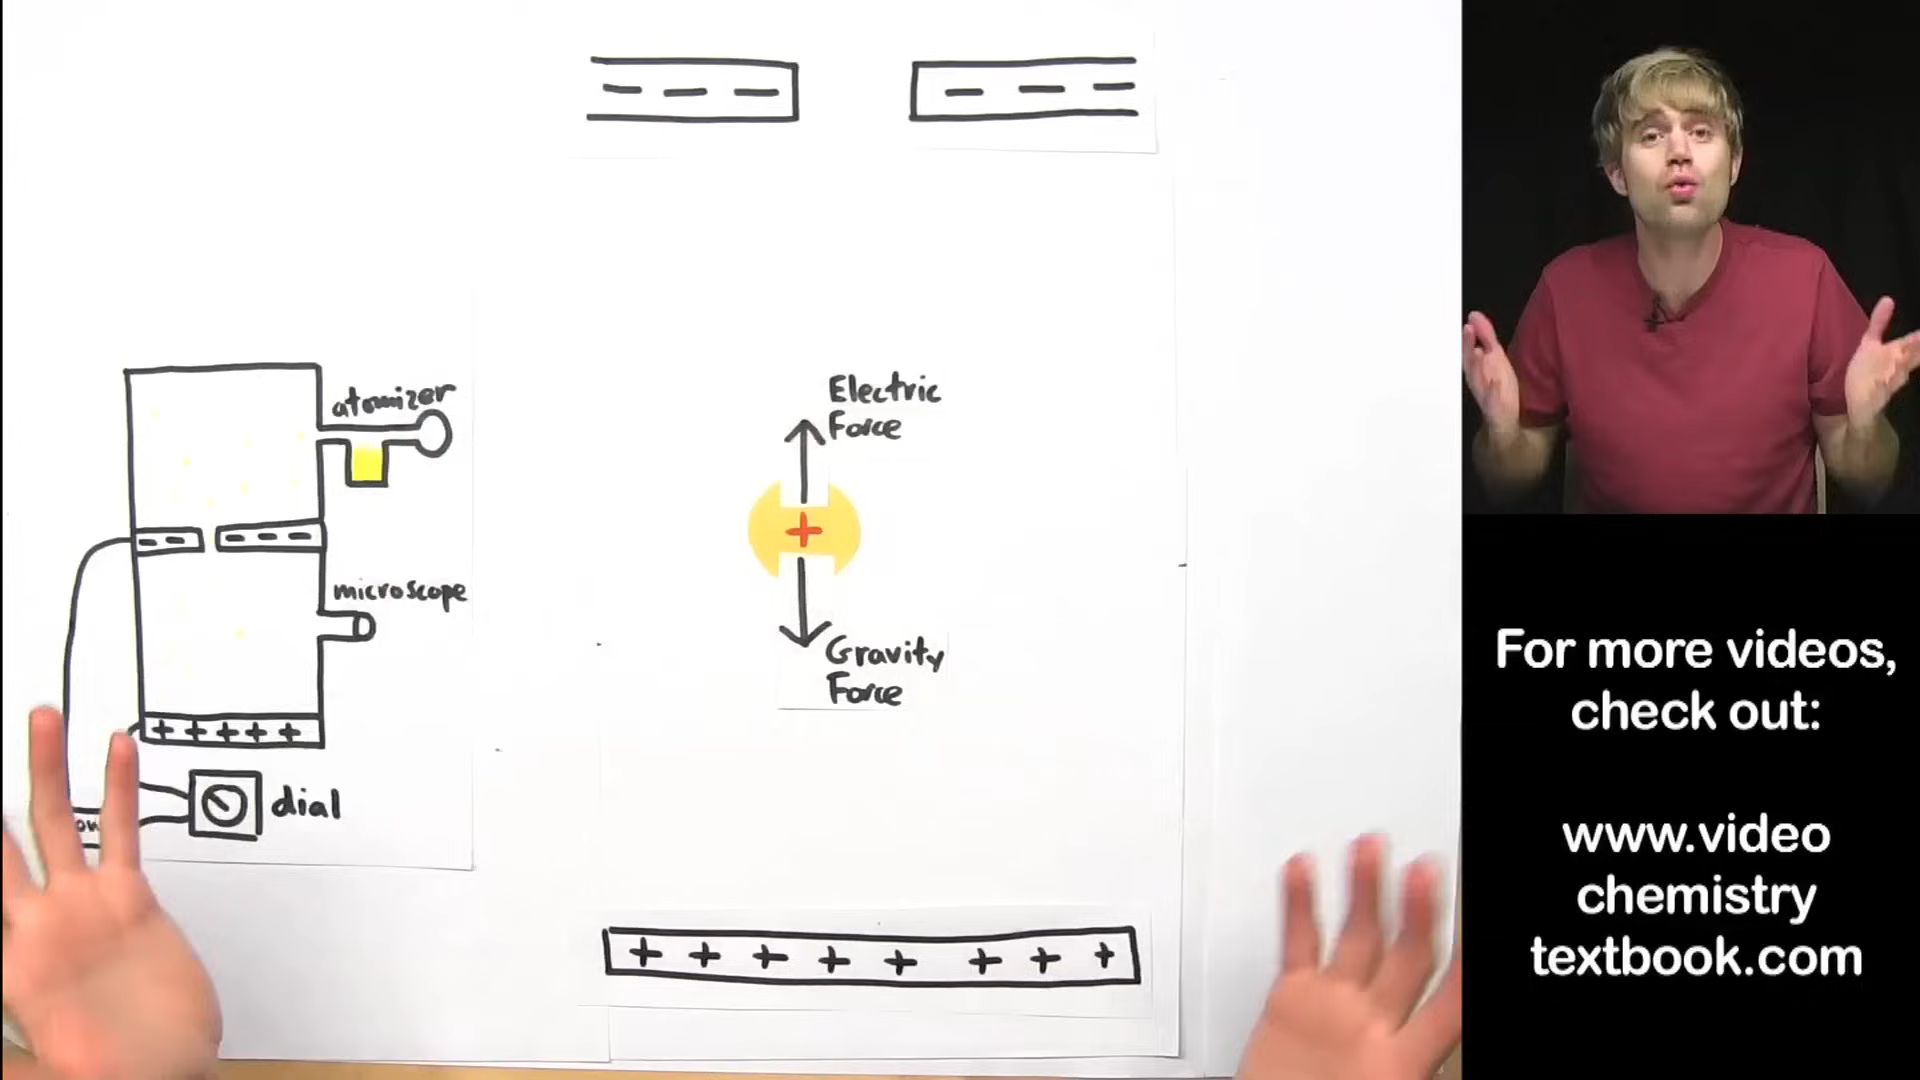 - - -
- - -
atomizer
Electric
Force
+
- - -
- - - -
microscope
Gravity
Force
+ + + + +
dial
+ + + + + + + +
For more videos,
check out:
www.video
chemistry
textbook.com